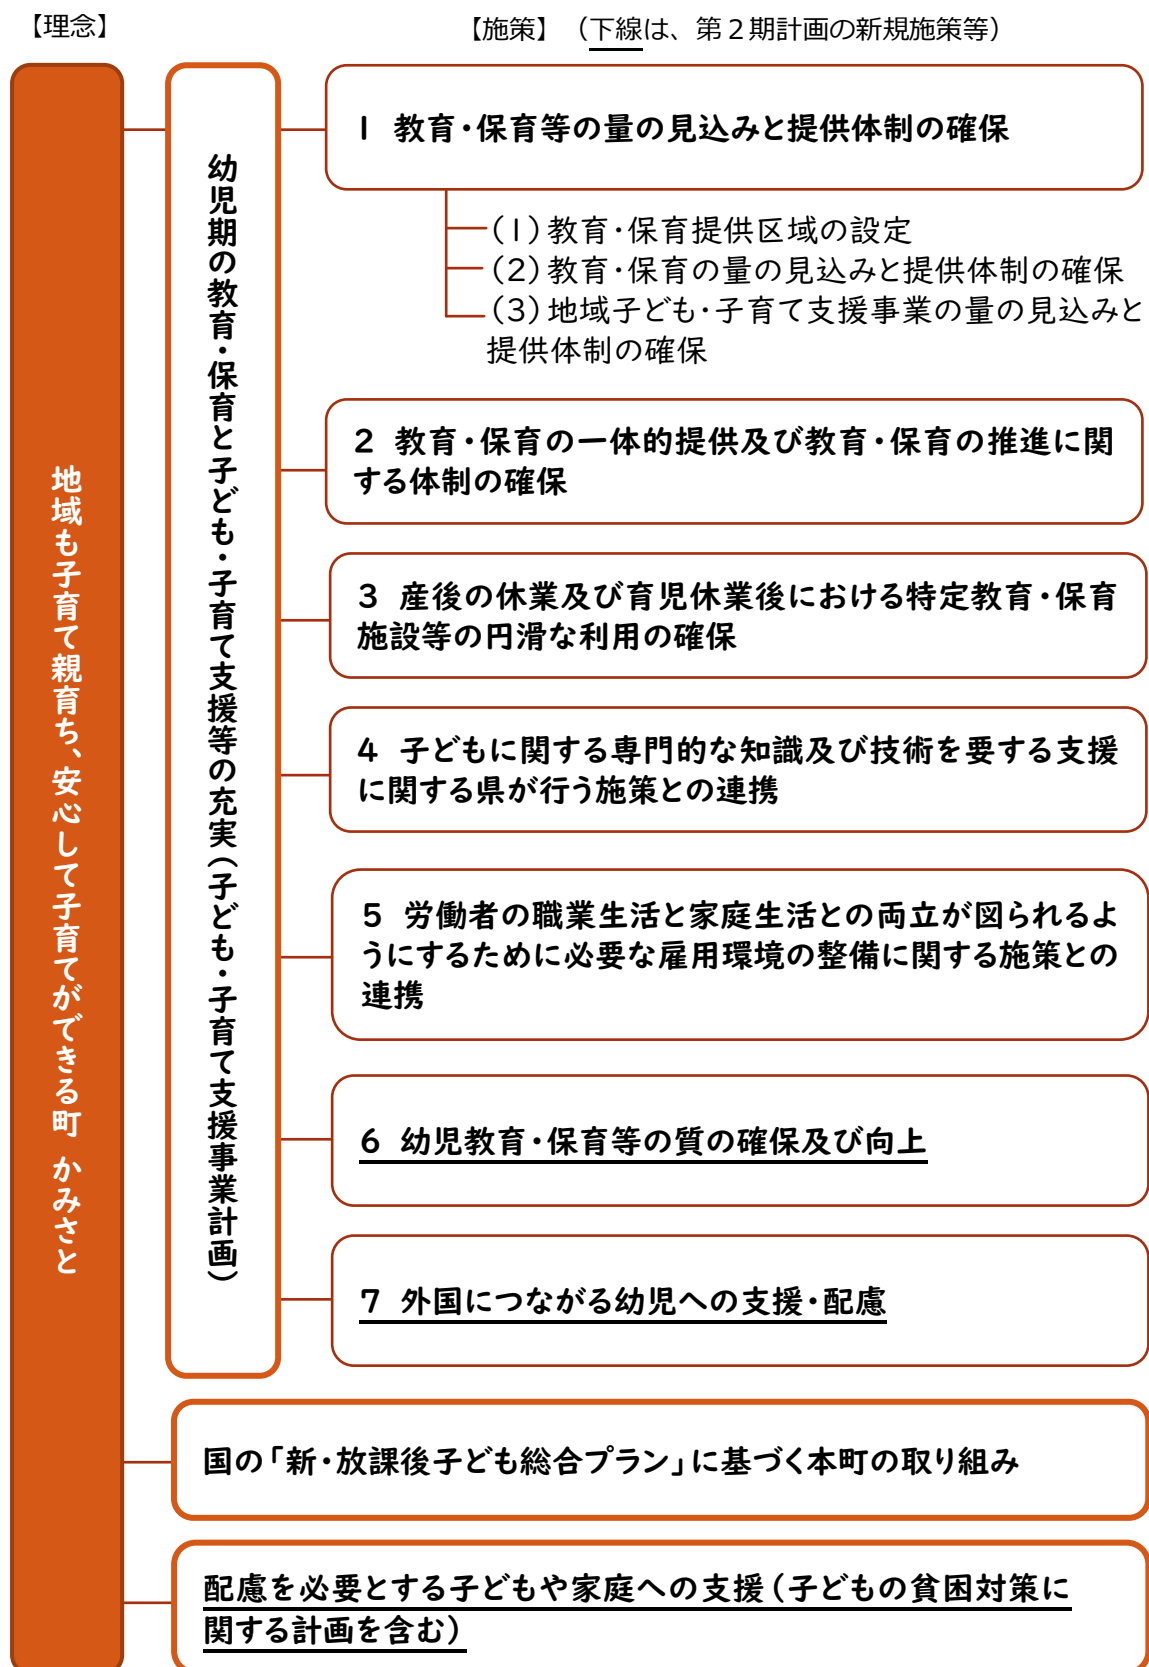 【理念】
【施策】（下線は、第２期計画の新規施策等）
地域も子育て親育ち、安心して子育てができる町 かみさと
幼児期の教育・保育と子ども・子育て支援等の充実（子ども・子育て支援事業計画）
1 教育・保育等の量の見込みと提供体制の確保
（1）教育・保育提供区域の設定
（2）教育・保育の量の見込みと提供体制の確保
（3）地域子ども・子育て支援事業の量の見込みと
提供体制の確保
2 教育・保育の一体的提供及び教育・保育の推進に関
する体制の確保
3 産後の休業及び育児休業後における特定教育・保育
施設等の円滑な利用の確保
4 子どもに関する専門的な知識及び技術を要する支援
に関する県が行う施策との連携
5 労働者の職業生活と家庭生活との両立が図られるよ
うにするために必要な雇用環境の整備に関する施策との
連携
6 幼児教育・保育等の質の確保及び向上
7 外国につながる幼児への支援・配慮
国の「新・放課後子ども総合プラン」に基づく本町の取り組み
配慮を必要とする子どもや家庭への支援（子どもの貧困対策に
関する計画を含む）